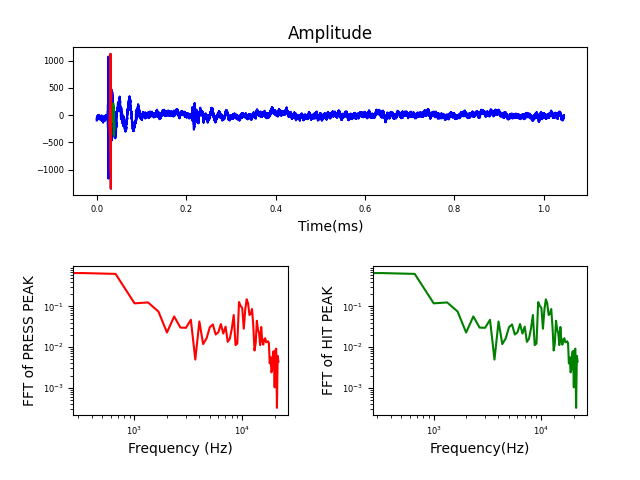 Amplitude
1000
500
0
−500
−1000
0.0 0.2 0.4 0.6 0.8 1.0
Time(ms)
FFT of PRESS PEAK
10⁻¹
10⁻²
10⁻³
10³ 10⁴
Frequency (Hz)
FFT of HIT PEAK
10⁻¹
10⁻²
10⁻³
10³ 10⁴
Frequency(Hz)